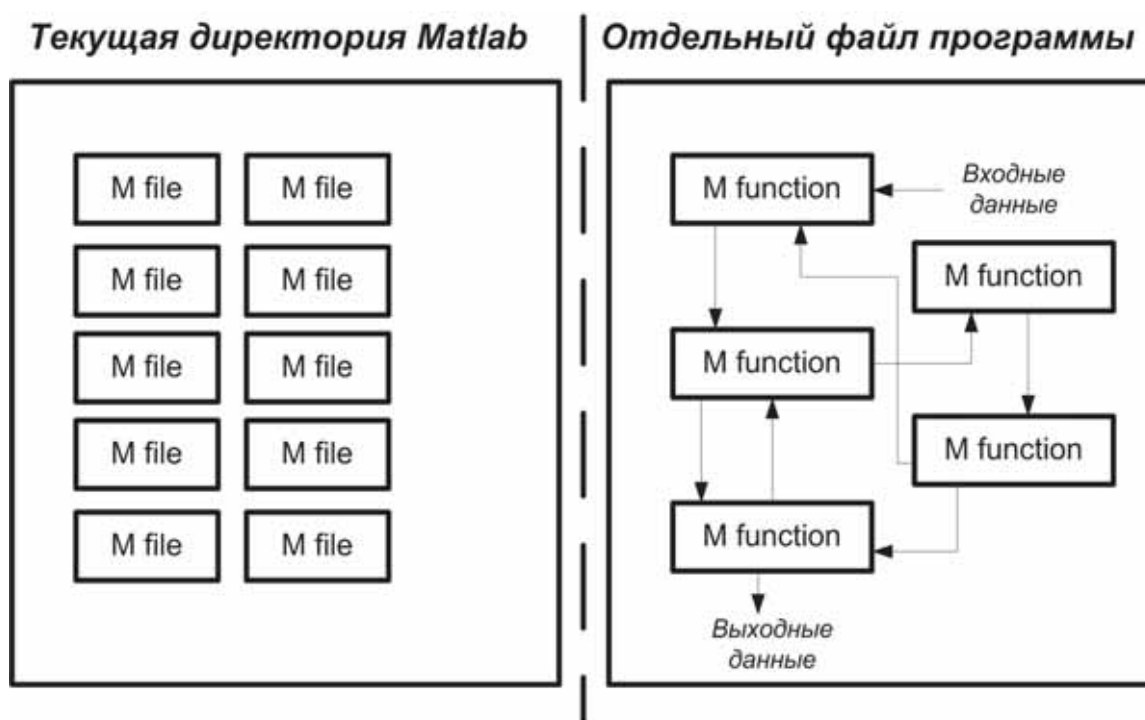 Текущая директория Matlab
M file M file
M file M file
M file M file
M file M file
M file M file
Отдельный файл программы
M function
Входные
данные
M function
M function
M function
M function
Выходные
данные